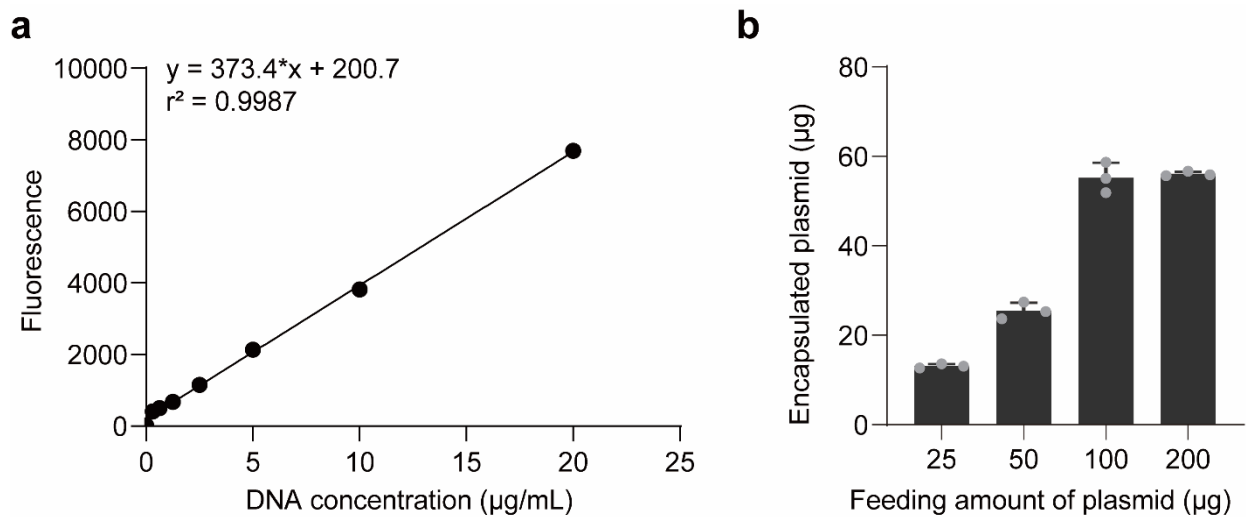 a
y = 373.4*x + 200.7
r² = 0.9987
10000
8000
6000
4000
2000
0
Fluorescence
0 5 10 15 20 25
DNA concentration (µg/mL)
b
80
60
40
20
0
Encapsulated plasmid (µg)
25 50 100 200
Feeding amount of plasmid (µg)